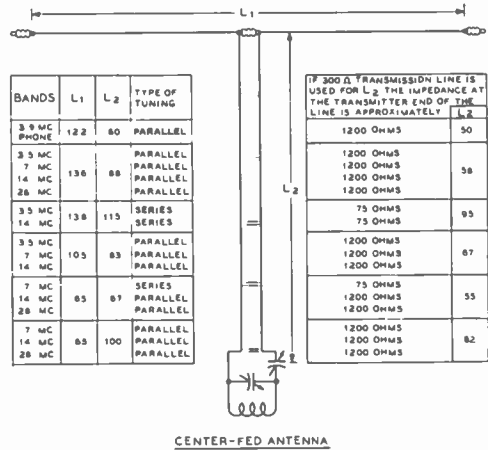 L₁
BANDS L₁ L₂ TYPE OF TUNING
3.9 MC PHONE 122 60 PARALLEL
3.5 MC PARALLEL
7 MC PARALLEL
136 88
14 MC PARALLEL
28 MC PARALLEL
3.5 MC SERIES
138 115
14 MC SERIES
3.5 MC PARALLEL
7 MC 105 83 PARALLEL
14 MC PARALLEL
7 MC SERIES
14 MC 65 67 PARALLEL
28 MC PARALLEL
7 MC PARALLEL
14 MC 65 100 PARALLEL
28 MC PARALLEL
L₂
IF 300 Ω TRANSMISSION LINE IS
USED FOR L₂ THE IMPEDANCE AT
THE TRANSMITTER END OF THE
LINE IS APPROXIMATELY L₂
1200 OHMS 50
1200 OHMS
1200 OHMS
58
1200 OHMS
1200 OHMS
75 OHMS
95
75 OHMS
1200 OHMS
1200 OHMS 67
1200 OHMS
75 OHMS
1200 OHMS 55
1200 OHMS
1200 OHMS
1200 OHMS 82
1200 OHMS
CENTER-FED ANTENNA